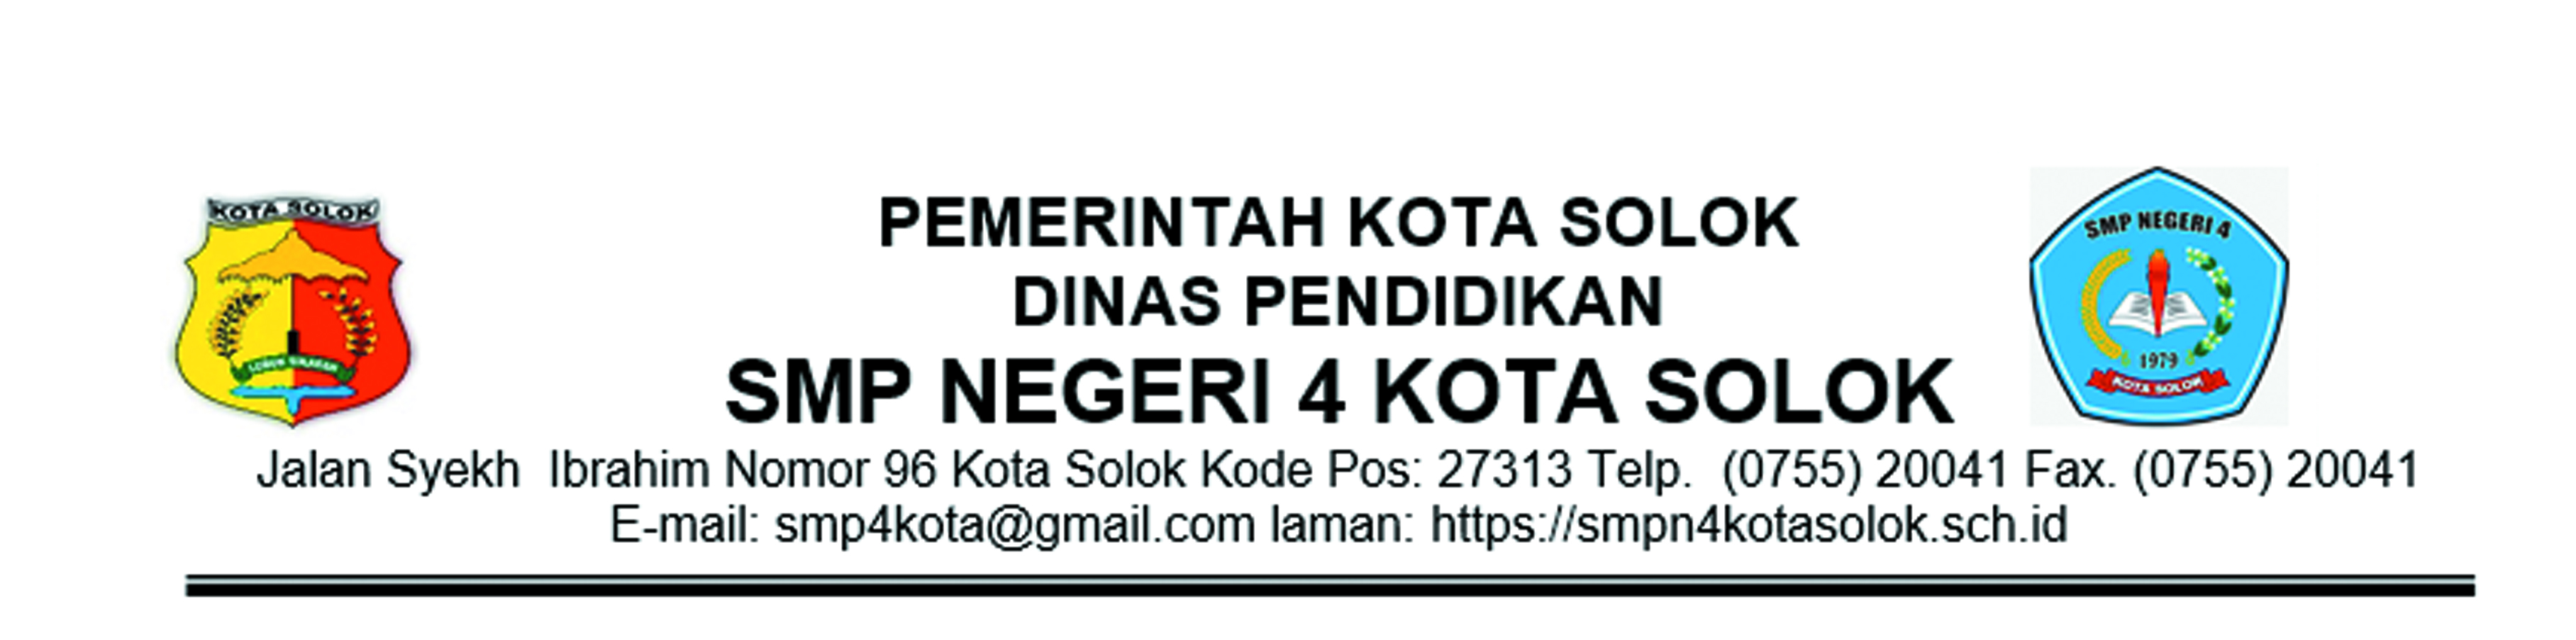 KOTA SOLOK
PEMERINTAH KOTA SOLOK
DINAS PENDIDIKAN
SMP NEGERI 4 KOTA SOLOK
SMP NEGERI 4
1979
KOTA SOLOK
Jalan Syekh  Ibrahim Nomor 96 Kota Solok Kode Pos: 27313 Telp.  (0755) 20041 Fax. (0755) 20041
E-mail: smp4kota@gmail.com laman: https://smpn4kotasolok.sch.id